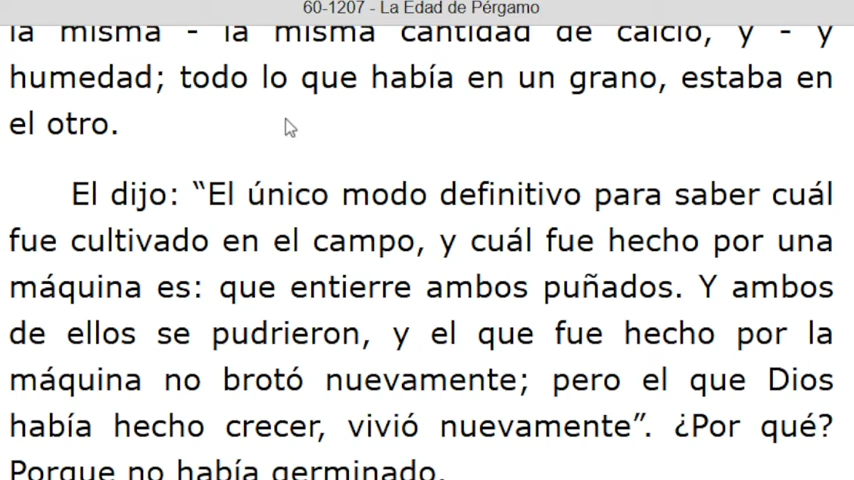 60-1207 - La Edad de Pérgamo
la misma - la misma cantidad de calcio, y - y
humedad; todo lo que había en un grano, estaba en
el otro.
El dijo: “El único modo definitivo para saber cuál
fue cultivado en el campo, y cuál fue hecho por una
máquina es: que entierre ambos puñados. Y ambos
de ellos se pudrieron, y el que fue hecho por la
máquina no brotó nuevamente; pero el que Dios
había hecho crecer, vivió nuevamente”. ¿Por qué?
Porque no había germinado.